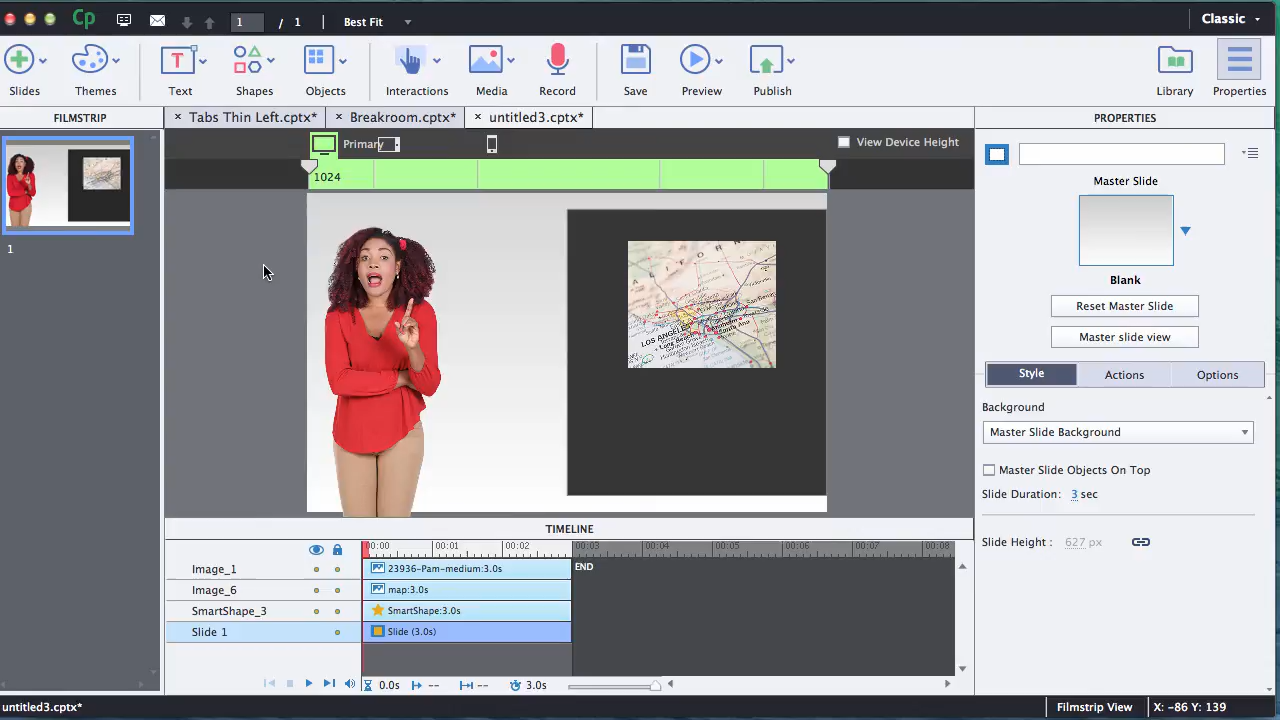 Cp
1 / 1
Best Fit
Classic
Slides
Themes
Text
Shapes
Objects
Interactions
Media
Record
Save
Preview
Publish
Library
Properties
FILMSTRIP
× Tabs Thin Left.cptx*
× Breakroom.cptx*
× untitled3.cptx*
PROPERTIES
Primary
View Device Height
1024
1
LOS ANGELES
Master Slide
Blank
Reset Master Slide
Master slide view
Style
Actions
Options
Background
Master Slide Background
Master Slide Objects On Top
Slide Duration: 3 sec
Slide Height: 627 px
TIMELINE
00:00 00:01 00:02 00:03 00:04 00:05 00:06 00:07 00:08
Image_1 23936-Pam-medium:3.0s END
Image_6 map:3.0s
SmartShape_3 SmartShape:3.0s
Slide 1 Slide (3.0s)
0.0s -- -- 3.0s
untitled3.cptx*
Filmstrip View
X: -86 Y: 139